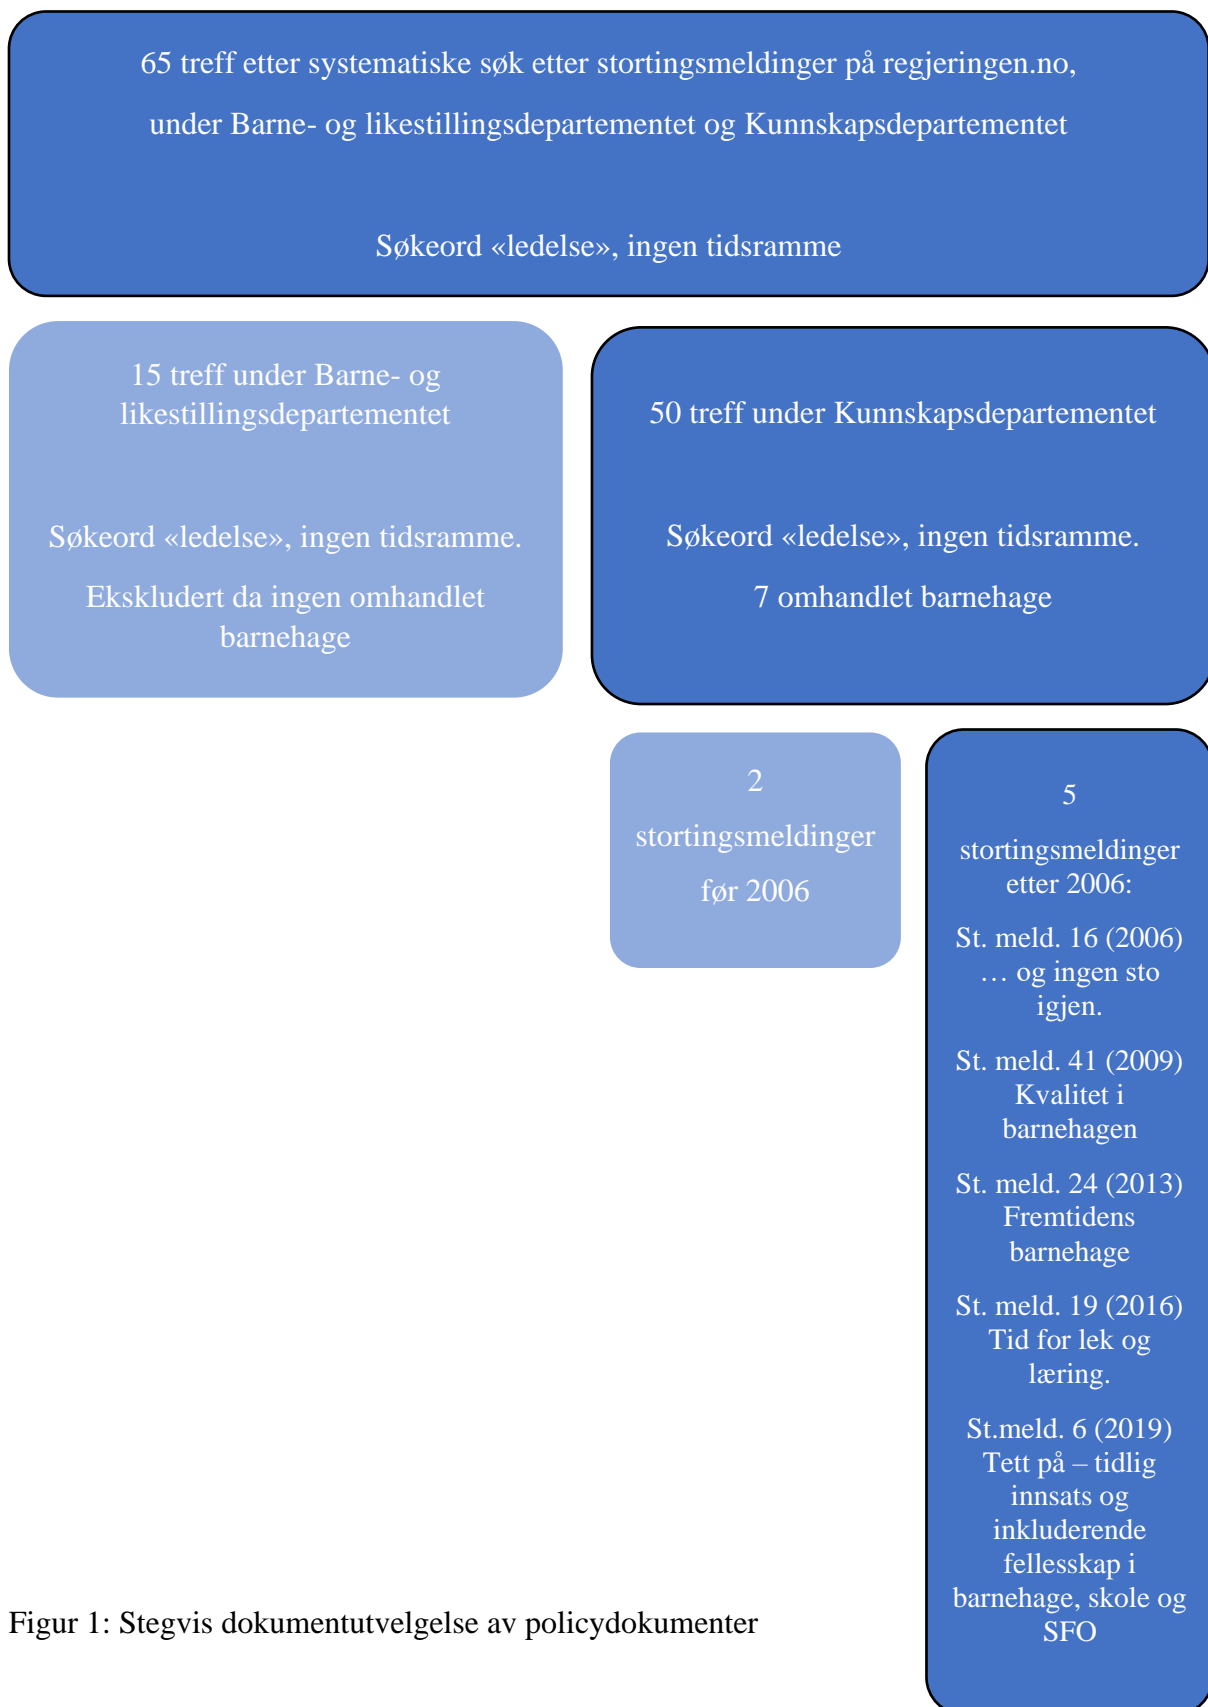 65 treff etter systematiske søk etter stortingsmeldinger på regjeringen.no,
under Barne- og likestillingsdepartementet og Kunnskapsdepartementet
Søkeord «ledelse», ingen tidsramme
15 treff under Barne- og
likestillingsdepartementet
Søkeord «ledelse», ingen tidsramme.
Ekskludert da ingen omhandlet
barnehage
50 treff under Kunnskapsdepartementet
Søkeord «ledelse», ingen tidsramme.
7 omhandlet barnehage
2
stortingsmeldinger
før 2006
5
stortingsmeldinger
etter 2006:
St. meld. 16 (2006)
… og ingen sto
igjen.
St. meld. 41 (2009)
Kvalitet i
barnehagen
St. meld. 24 (2013)
Fremtidens
barnehage
St. meld. 19 (2016)
Tid for lek og
læring.
St.meld. 6 (2019)
Tett på – tidlig
innsats og
inkluderende
fellesskap i
barnehage, skole og
SFO
Figur 1: Stegvis dokumentutvelgelse av policydokumenter